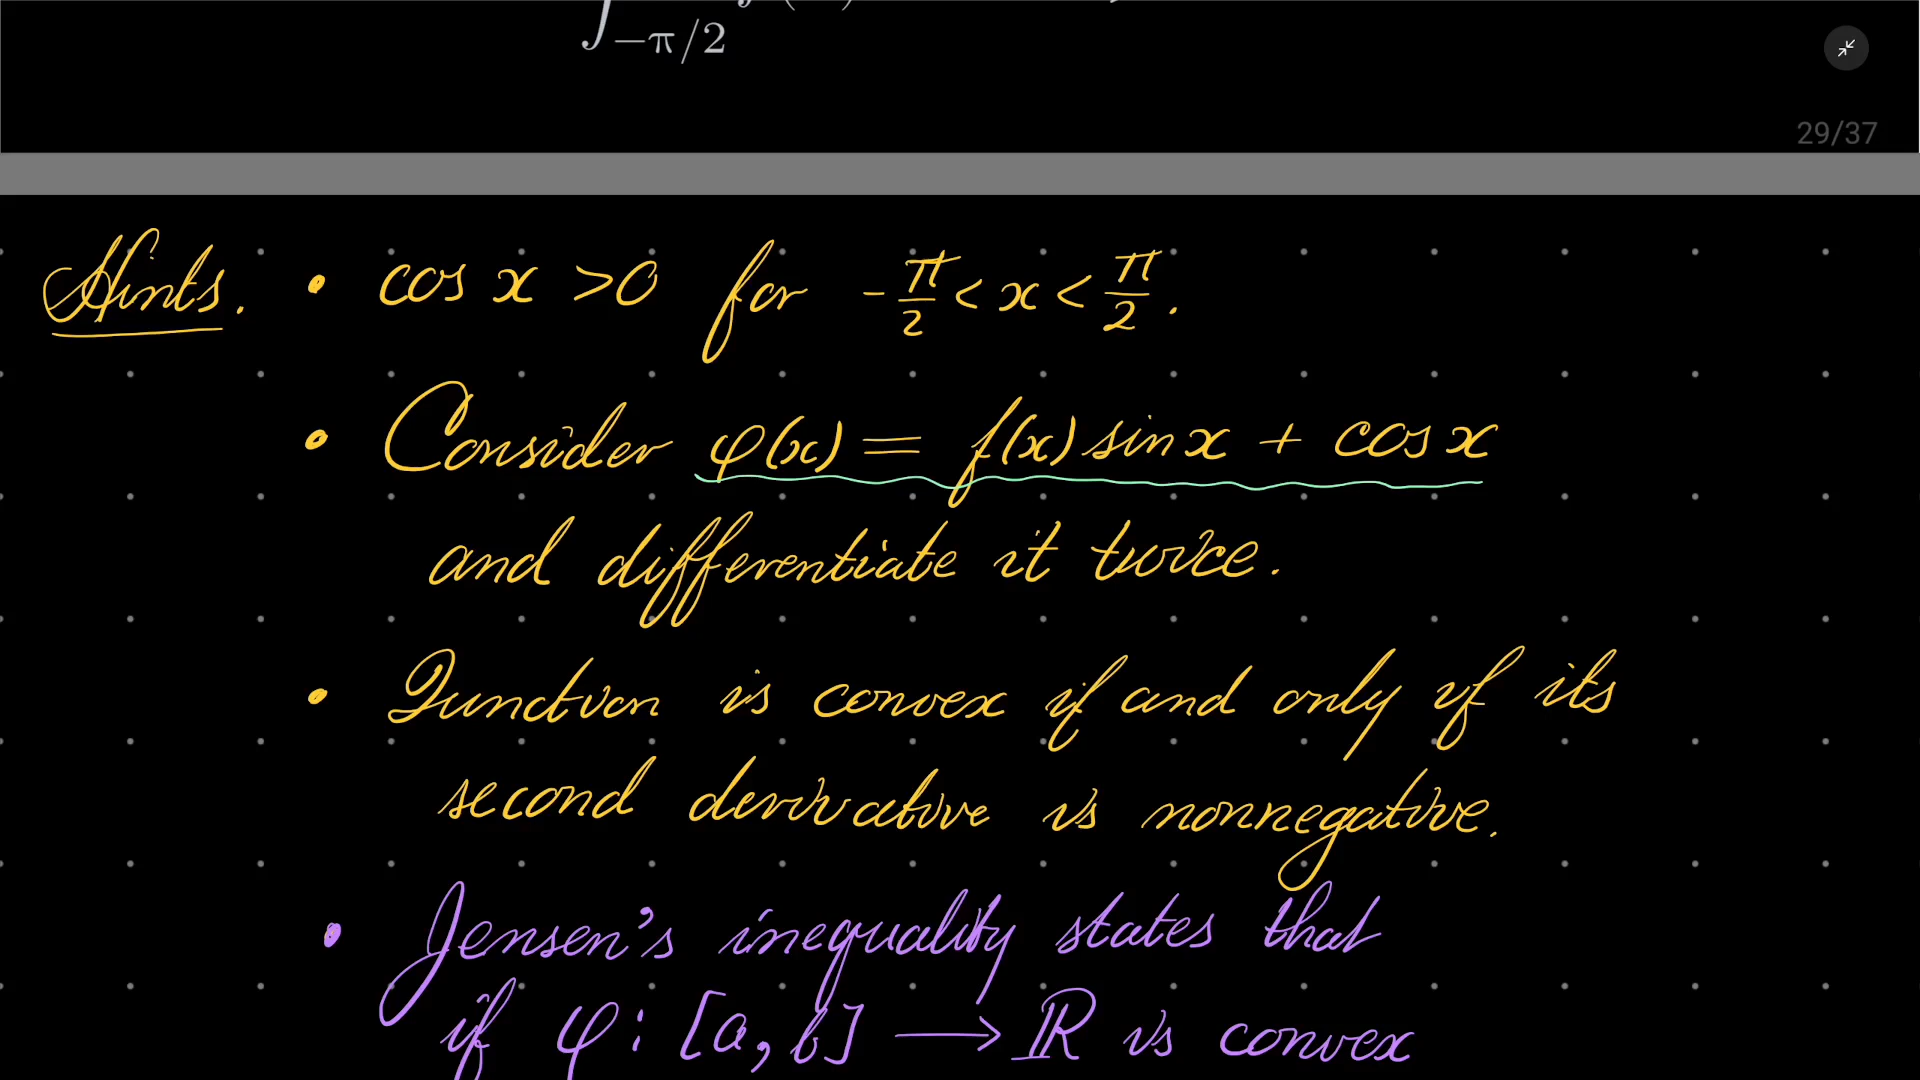 ∫_{-π/2}
29/37
Hints. • cos x > 0 for -π/2 < x < π/2.
• Consider φ(x) = f(x) sin x + cos x
and differentiate it twice.
• Function is convex if and only if its
second derivative is nonnegative.
• Jensen's inequality states that
if φ : [a, b] ⟶ ℝ is convex